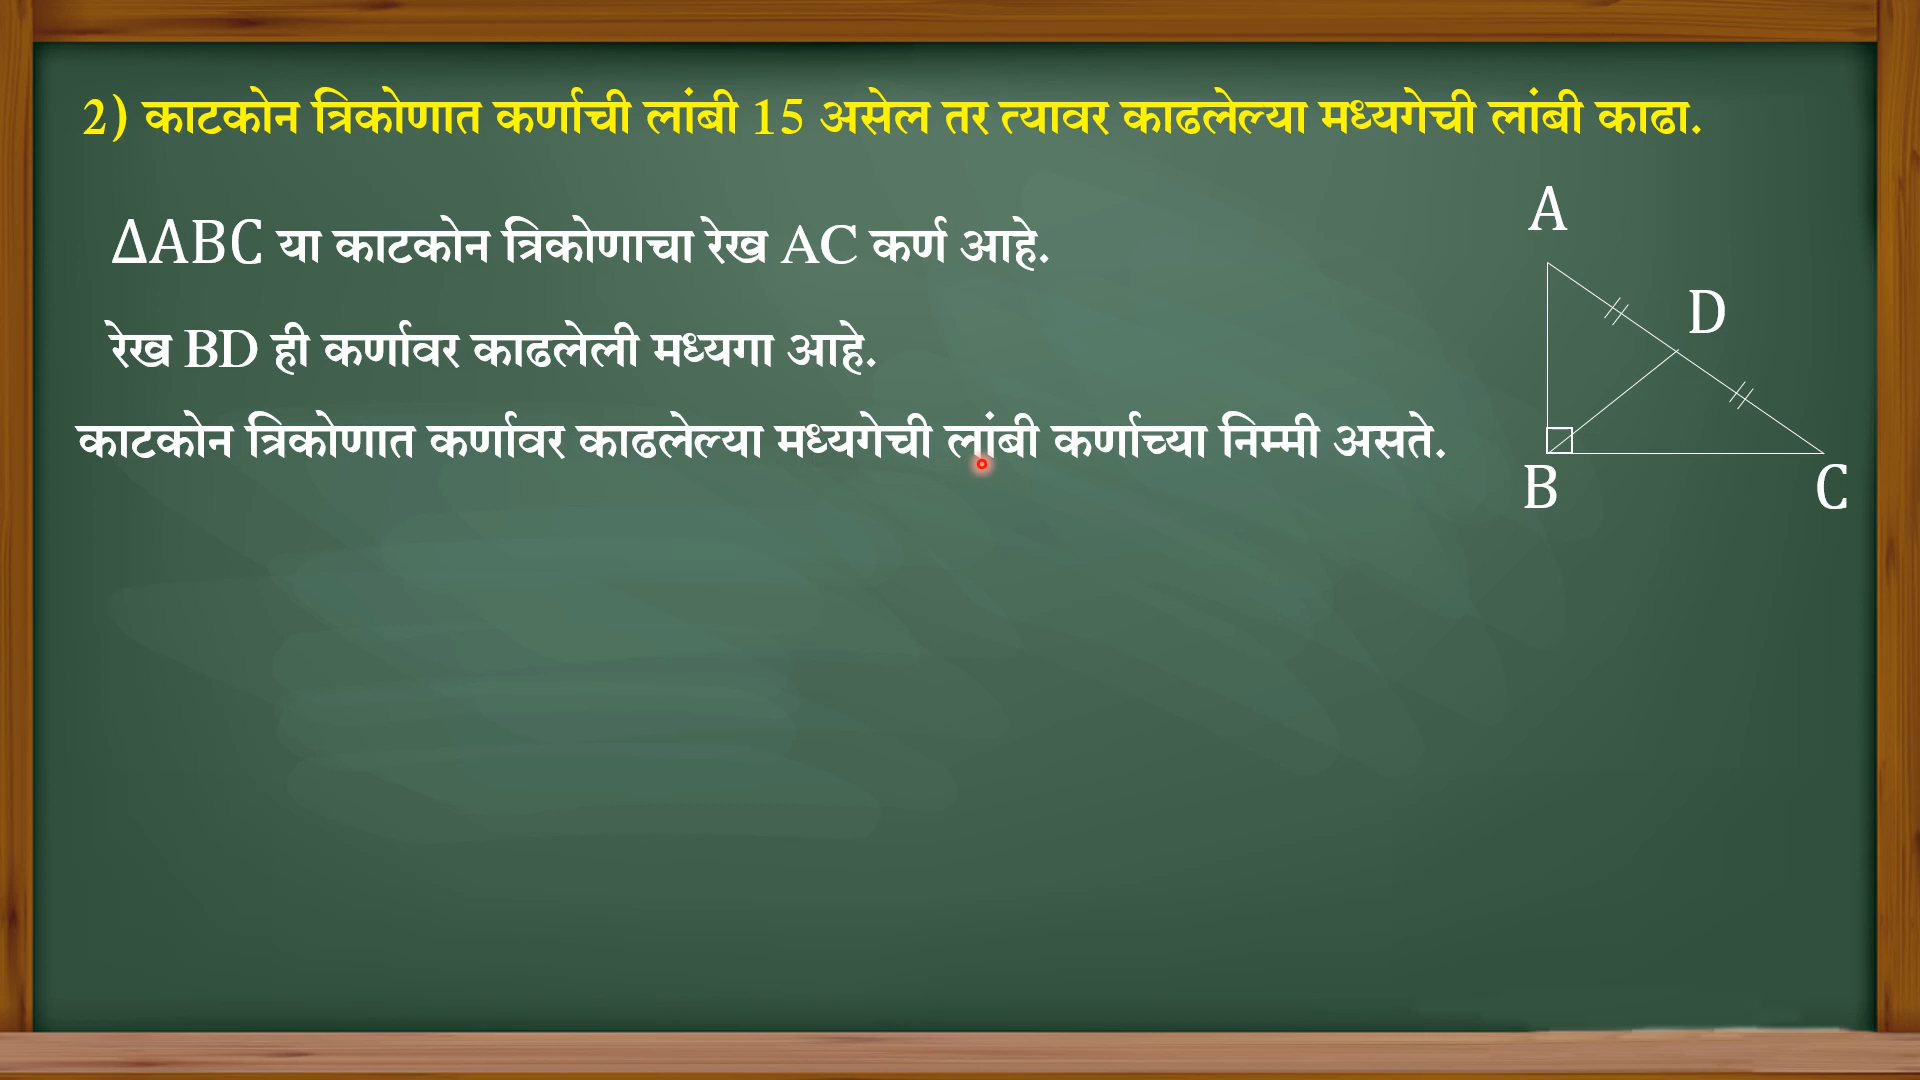 2) काटकोन त्रिकोणात कर्णाची लांबी 15 असेल तर त्यावर काढलेल्या मध्यगेची लांबी काढा.
ΔABC या काटकोन त्रिकोणाचा रेख AC कर्ण आहे.
रेख BD ही कर्णावर काढलेली मध्यगा आहे.
काटकोन त्रिकोणात कर्णावर काढलेल्या मध्यगेची लांबी कर्णाच्या निम्मी असते.
A
D
B
C